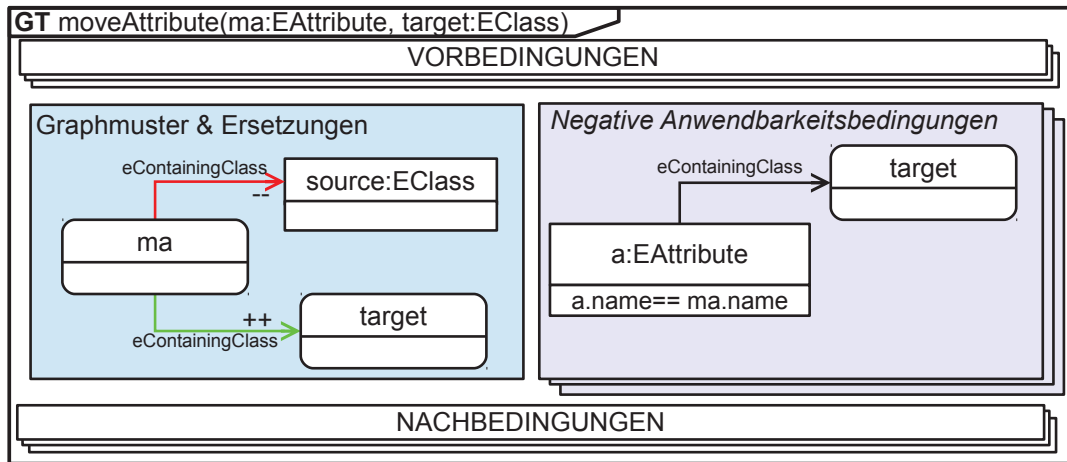 GT moveAttribute(ma:EAttribute, target:EClass)
VORBEDINGUNGEN
Graphmuster & Ersetzungen
eContainingClass
--
source:EClass
ma
++
eContainingClass
target
Negative Anwendbarkeitsbedingungen
eContainingClass
target
a:EAttribute
a.name== ma.name
NACHBEDINGUNGEN